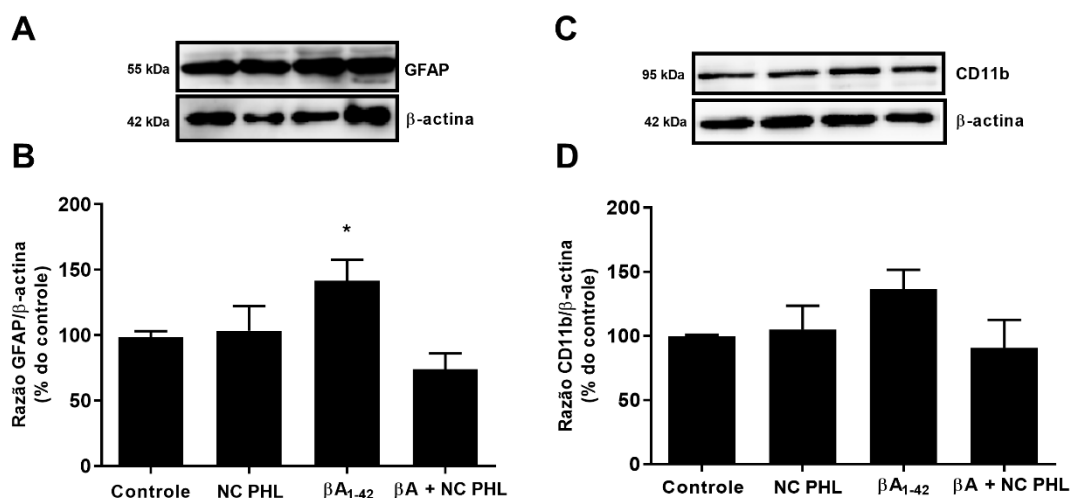 A
55 kDa
GFAP
42 kDa
β-actina
B
Razão GFAP/β-actina
(% do controle)
200
150
100
50
0
*
Controle
NC PHL
βA1-42
βA + NC PHL
C
95 kDa
CD11b
42 kDa
β-actina
D
Razão CD11b/β-actina
(% do controle)
200
150
100
50
0
Controle
NC PHL
βA1-42
βA + NC PHL